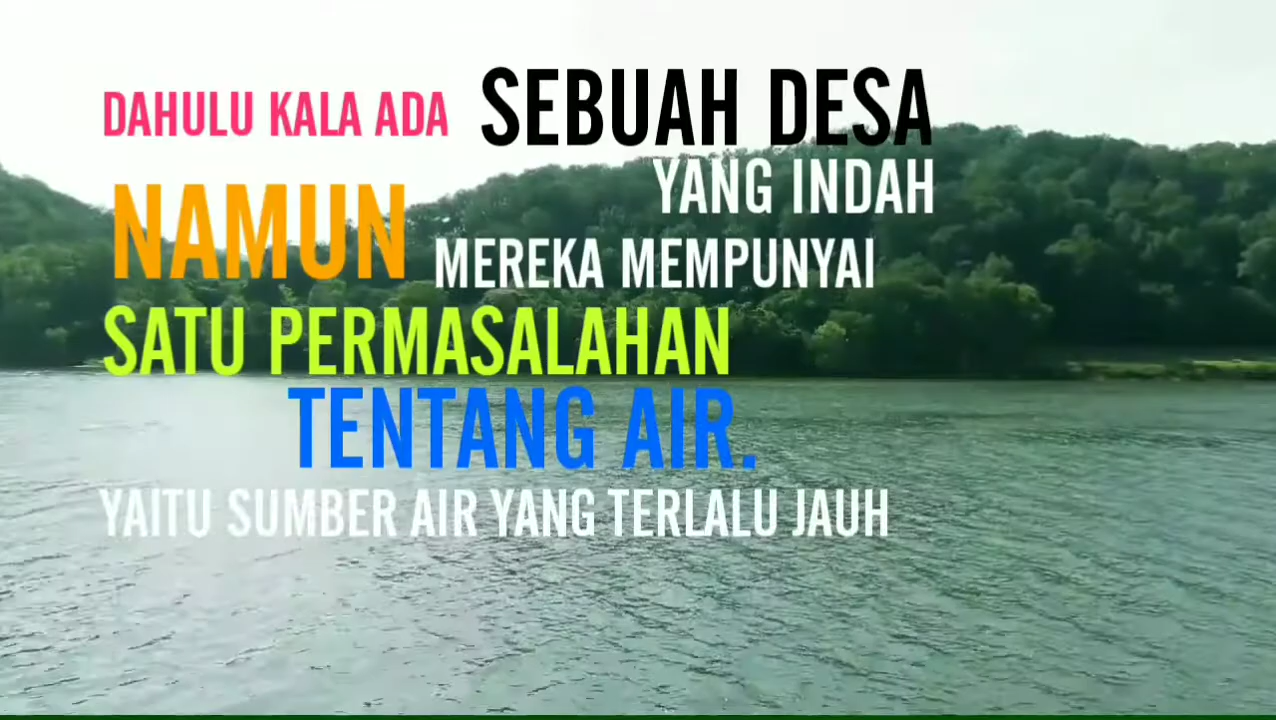 DAHULU KALA ADA SEBUAH DESA
YANG INDAH
NAMUN MEREKA MEMPUNYAI
SATU PERMASALAHAN
TENTANG AIR.
YAITU SUMBER AIR YANG TERLALU JAUH